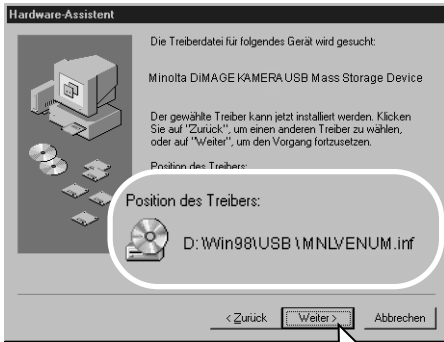 Hardware-Assistent
Die Treiberdatei für folgendes Gerät wird gesucht:
Minolta DiMAGE KAMERA USB Mass Storage Device
Der gewählte Treiber kann jetzt installiert werden. Klicken
Sie auf "Zurück", um einen anderen Treiber zu wählen,
oder auf "Weiter", um den Vorgang fortzusetzen.
Position des Treibers:
Position des Treibers:
D:\Win98\USB\MNLVENUM.inf
< Zurück
Weiter >
Abbrechen